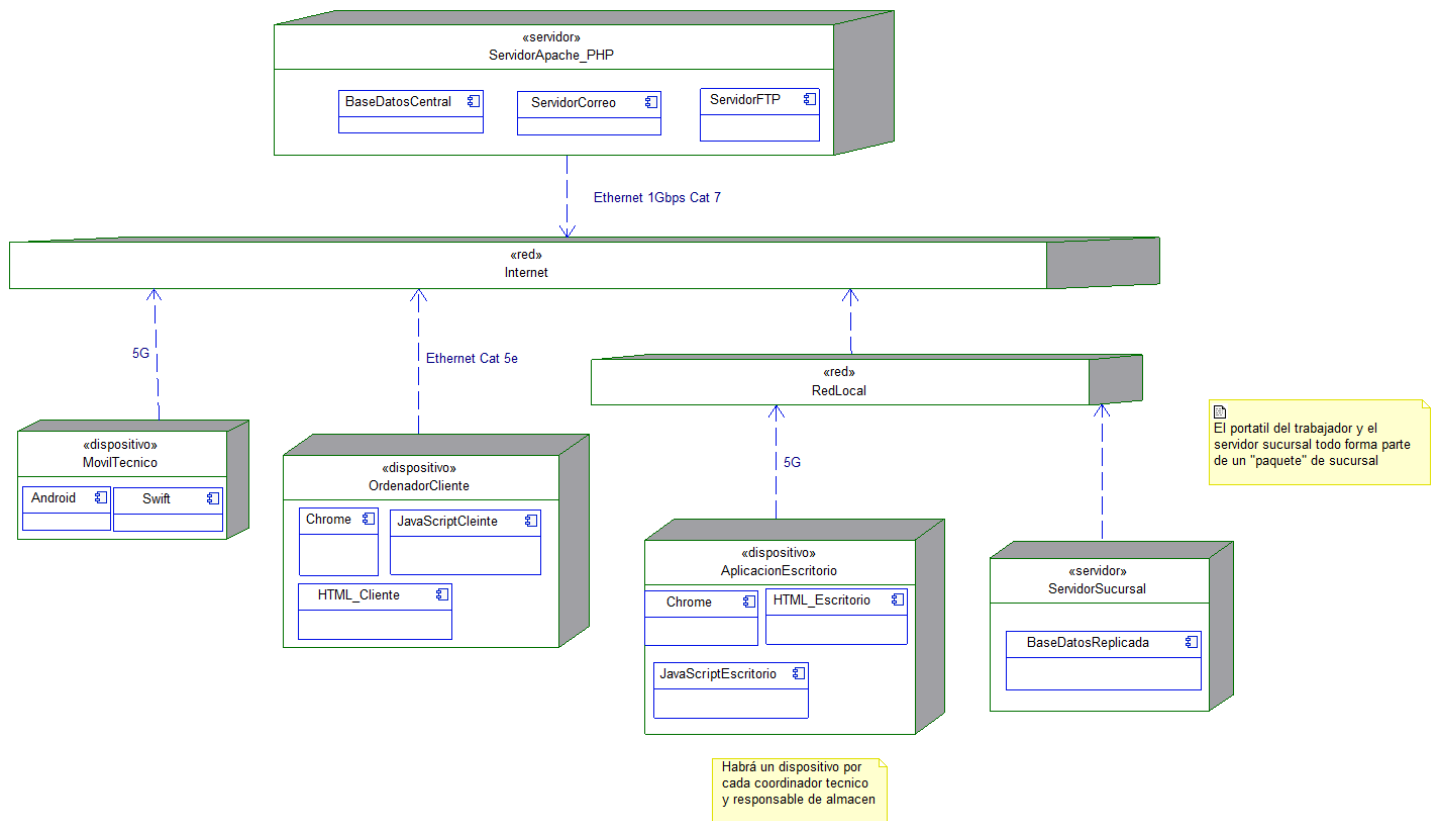 «servidor»
ServidorApache_PHP
BaseDatosCentral
ServidorCorreo
ServidorFTP
Ethernet 1Gbps Cat 7
«red»
Internet
5G
Ethernet Cat 5e
«red»
RedLocal
«dispositivo»
MovilTecnico
Android
Swift
«dispositivo»
OrdenadorCliente
Chrome
JavaScriptCleinte
HTML_Cliente
5G
«dispositivo»
AplicacionEscritorio
Chrome
HTML_Escritorio
JavaScriptEscritorio
«servidor»
ServidorSucursal
BaseDatosReplicada
El portatil del trabajador y el
servidor sucursal todo forma parte
de un "paquete" de sucursal
Habrá un dispositivo por
cada coordinador tecnico
y responsable de almacen